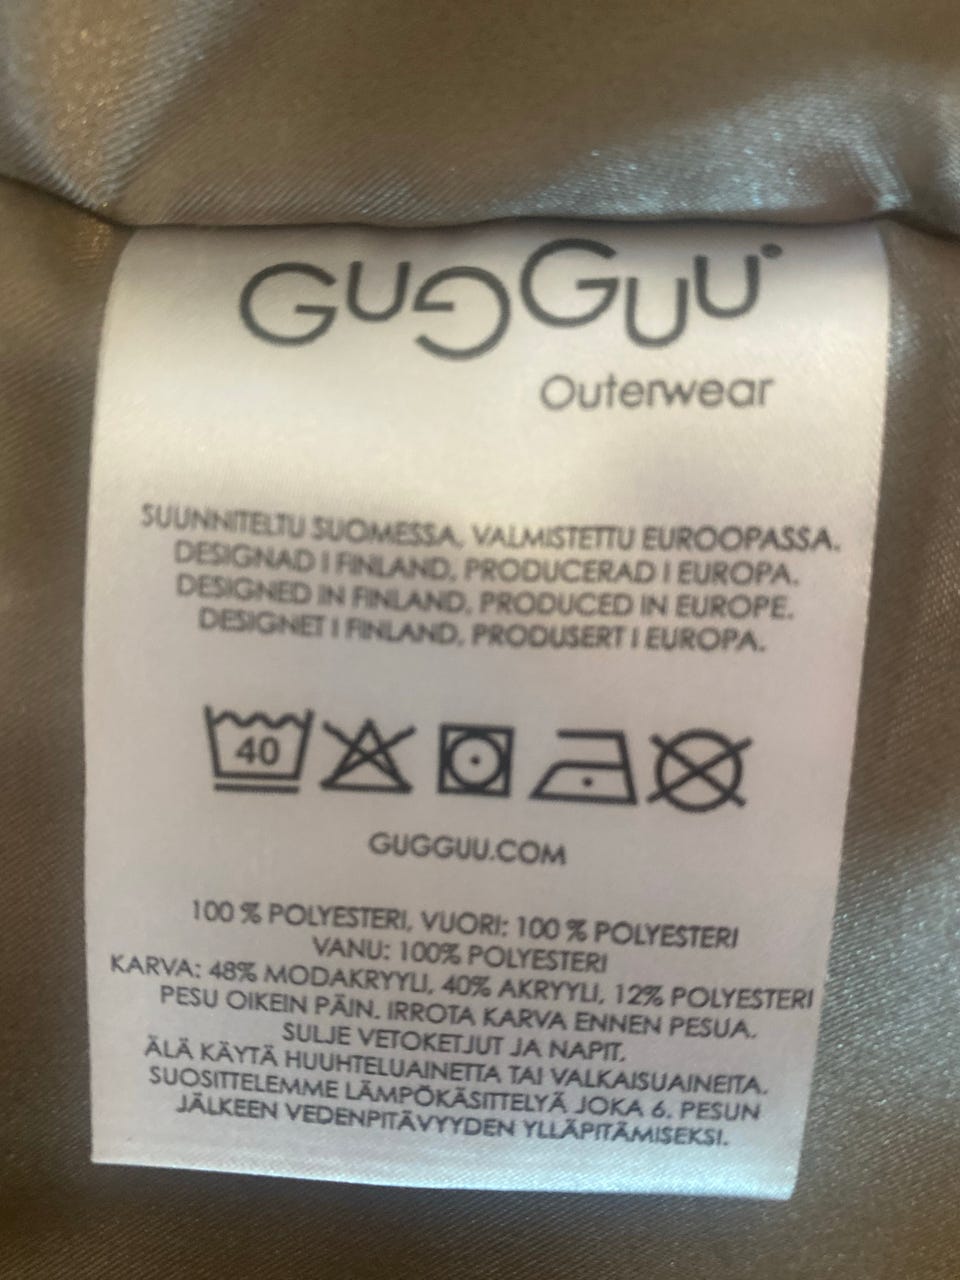 GUGGUU
Outerwear
SUUNNITELTU SUOMESSA, VALMISTETTU EUROOPASSA.
DESIGNAD I FINLAND, PRODUCERAD I EUROPA.
DESIGNED IN FINLAND, PRODUCED IN EUROPE.
DESIGNET I FINLAND, PRODUSERT I EUROPA.
40
GUGGUU.COM
100 % POLYESTERI, VUORI: 100 % POLYESTERI
VANU: 100% POLYESTERI
KARVA: 48% MODAKRYYLI, 40% AKRYYLI, 12% POLYESTERI
PESU OIKEIN PÄIN. IRROTA KARVA ENNEN PESUA.
SULJE VETOKETJUT JA NAPIT.
ÄLÄ KÄYTÄ HUUHTELUAINETTA TAI VALKAISUAINEITA.
SUOSITTELEMME LÄMPÖKÄSITTELYÄ JOKA 6. PESUN
JÄLKEEN VEDENPITÄVYYDEN YLLÄPITÄMISEKSI.